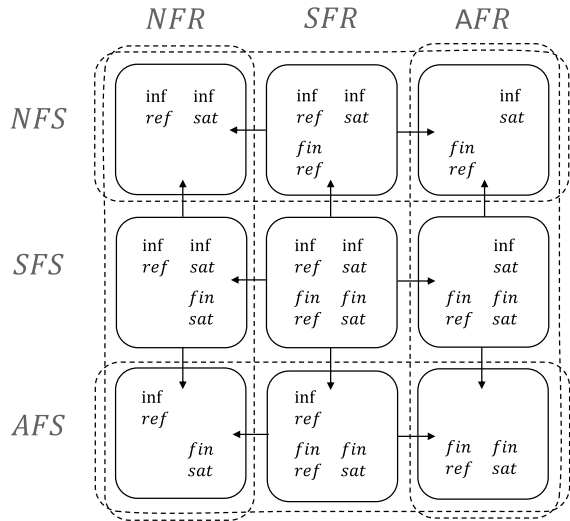 NFR SFR AFR
NFS
inf inf
ref sat
inf inf
ref sat
fin
ref
inf
sat
fin
ref
SFS
inf inf
ref sat
fin
sat
inf inf
ref sat
fin fin
ref sat
inf
sat
fin fin
ref sat
AFS
inf
ref
fin
sat
inf
ref
fin fin
ref sat
fin fin
ref sat